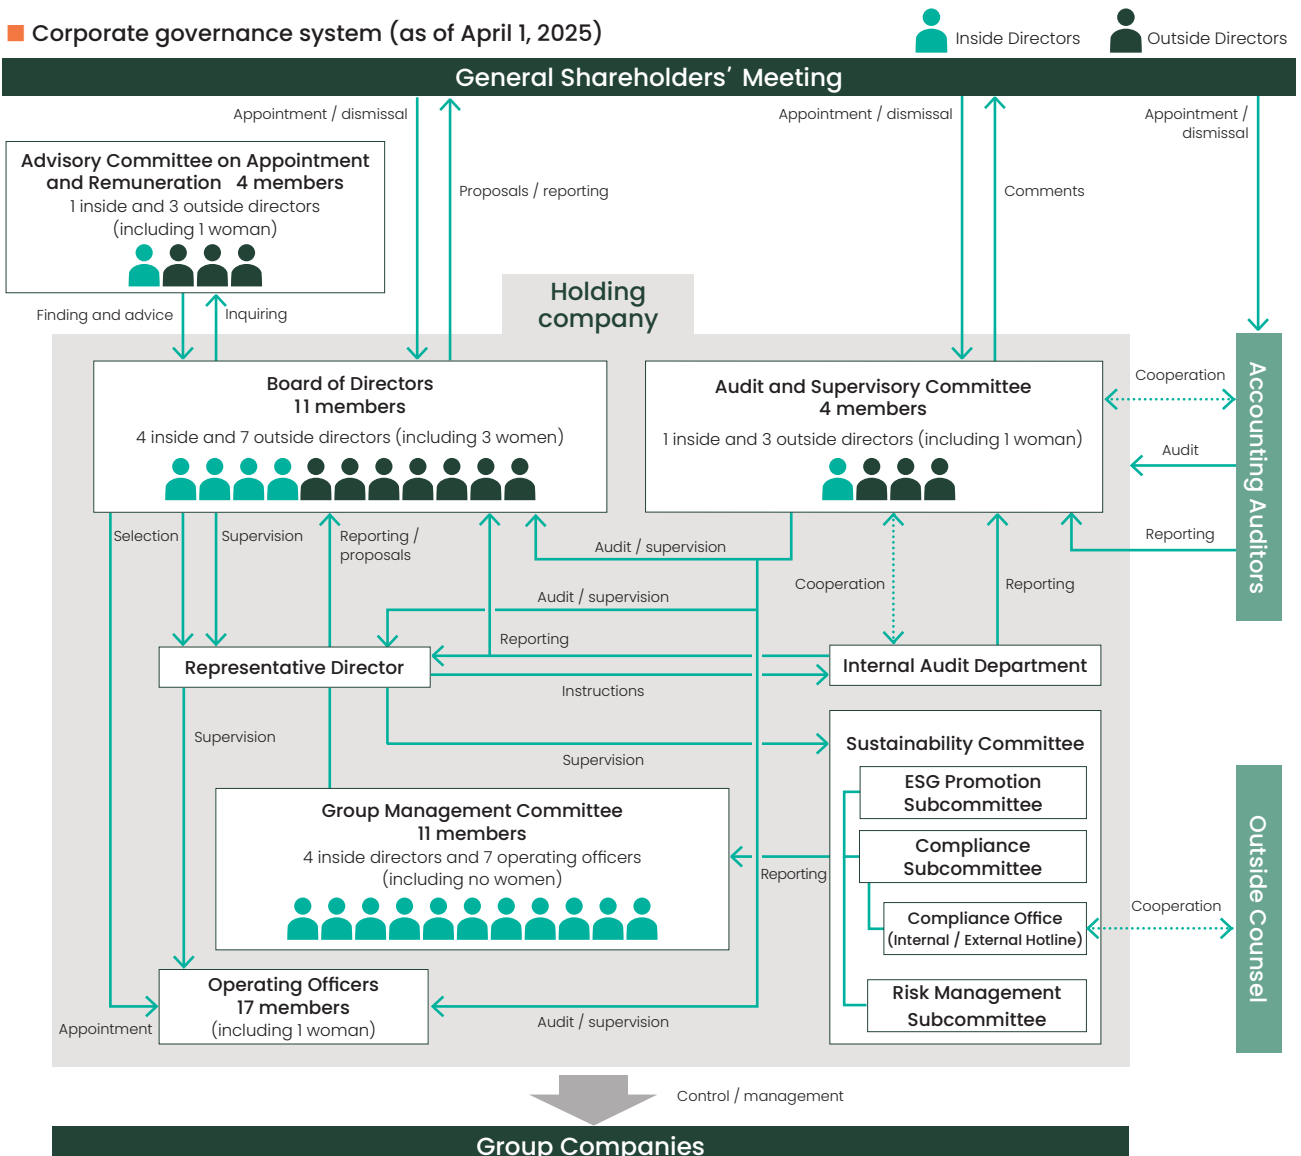 Corporate governance system (as of April 1, 2025)
Inside Directors
Outside Directors
General Shareholders’ Meeting
Appointment / dismissal
Appointment / dismissal
Appointment /
dismissal
Advisory Committee on Appointment
and Remuneration 4 members
1 inside and 3 outside directors
(including 1 woman)
Proposals / reporting
Comments
Finding and advice
Inquiring
Holding
company
Board of Directors
11 members
4 inside and 7 outside directors (including 3 women)
Audit and Supervisory Committee
4 members
1 inside and 3 outside directors (including 1 woman)
Cooperation
Audit
Reporting
Accounting Auditors
Selection
Supervision
Reporting /
proposals
Audit / supervision
Cooperation
Reporting
Audit / supervision
Reporting
Representative Director
Internal Audit Department
Instructions
Supervision
Supervision
Sustainability Committee
ESG Promotion
Subcommittee
Compliance
Subcommittee
Compliance Office
(Internal / External Hotline)
Risk Management
Subcommittee
Group Management Committee
11 members
4 inside directors and 7 operating officers
(including no women)
Reporting
Cooperation
Outside Counsel
Operating Officers
17 members
(including 1 woman)
Appointment
Audit / supervision
Control / management
Group Companies